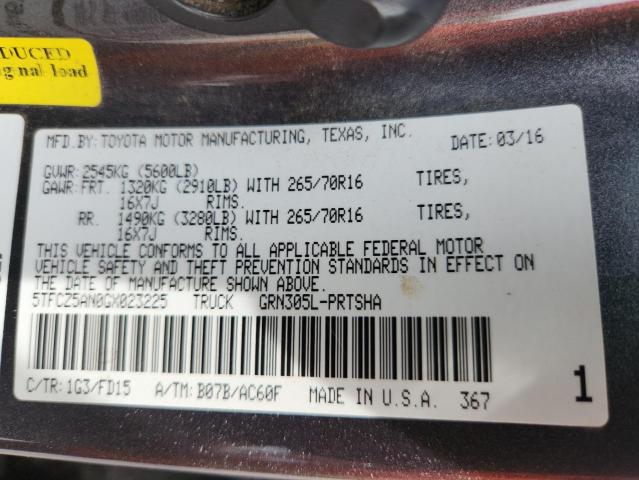 DUCED
nal load
MFD.BY:TOYOTA MOTOR MANUFACTURING, TEXAS, INC. DATE:03/16
GVWR:2545KG (5600LB)
GAWR:FRT. 1320KG (2910LB) WITH 265/70R16 TIRES,
16X7J RIMS.
RR. 1490KG (3280LB) WITH 265/70R16 TIRES,
16X7J RIMS.
THIS VEHICLE CONFORMS TO ALL APPLICABLE FEDERAL MOTOR
VEHICLE SAFETY AND THEFT PREVENTION STANDARDS IN EFFECT ON
THE DATE OF MANUFACTURE SHOWN ABOVE.
5TFCZ5AN0GX023225 TRUCK GRN305L-PRTSHA
C/TR:1G3/FD15 A/TM:B07B/AC60F MADE IN U.S.A. 367 1